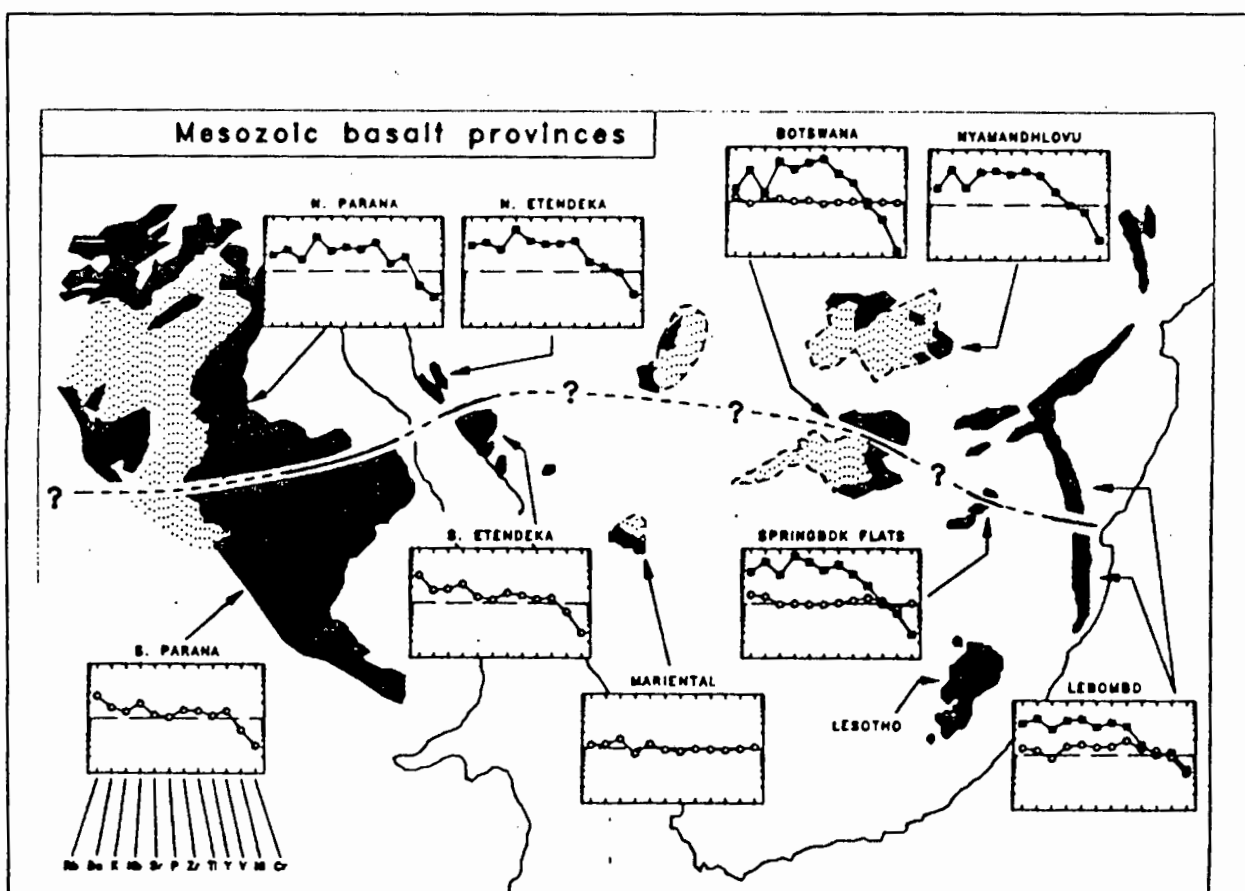 Mesozoic basalt provinces
BOTSWANA
NYAMANDHLOVU
N. PARANA
N. ETENDEKA
?
?
?
?
S. ETENDEKA
SPRINGBOK FLATS
S. PARANA
MARIENTAL
LESOTHO
LEBOMBO
Rb Ba K Nb Sr P Zr Ti Y V Ni Cr